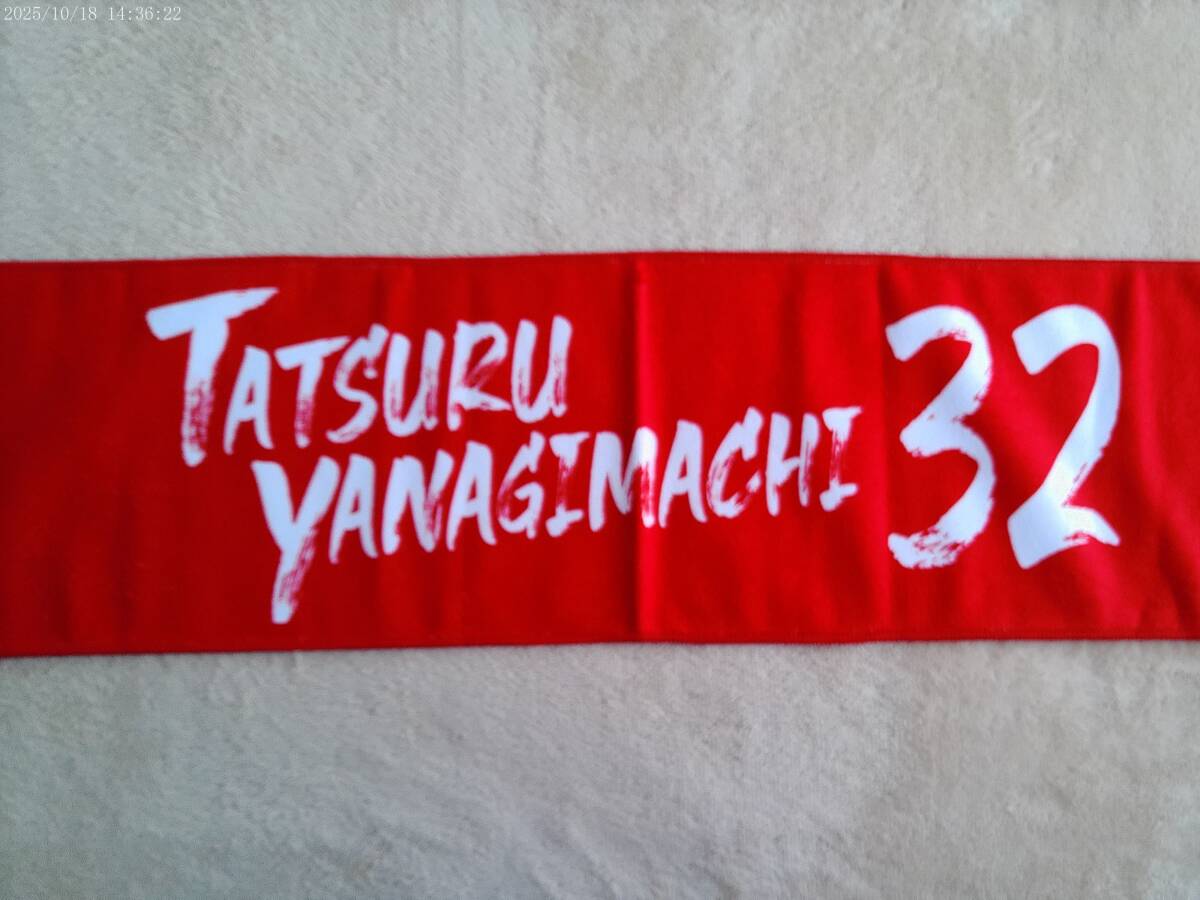 2025/10/18 14:36:22
TATSURU
YANAGIMACHI
32